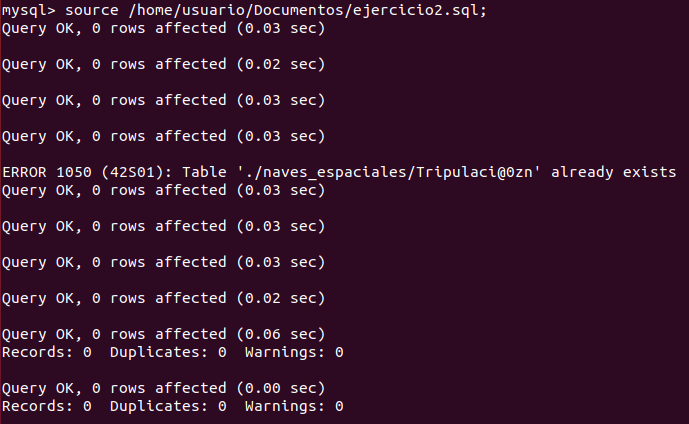 mysql> source /home/usuario/Documentos/ejercicio2.sql;
Query OK, 0 rows affected (0.03 sec)
Query OK, 0 rows affected (0.02 sec)
Query OK, 0 rows affected (0.03 sec)
Query OK, 0 rows affected (0.03 sec)
ERROR 1050 (42S01): Table './naves_espaciales/Tripulaci@0zn' already exists
Query OK, 0 rows affected (0.03 sec)
Query OK, 0 rows affected (0.03 sec)
Query OK, 0 rows affected (0.03 sec)
Query OK, 0 rows affected (0.02 sec)
Query OK, 0 rows affected (0.06 sec)
Records: 0  Duplicates: 0  Warnings: 0
Query OK, 0 rows affected (0.00 sec)
Records: 0  Duplicates: 0  Warnings: 0